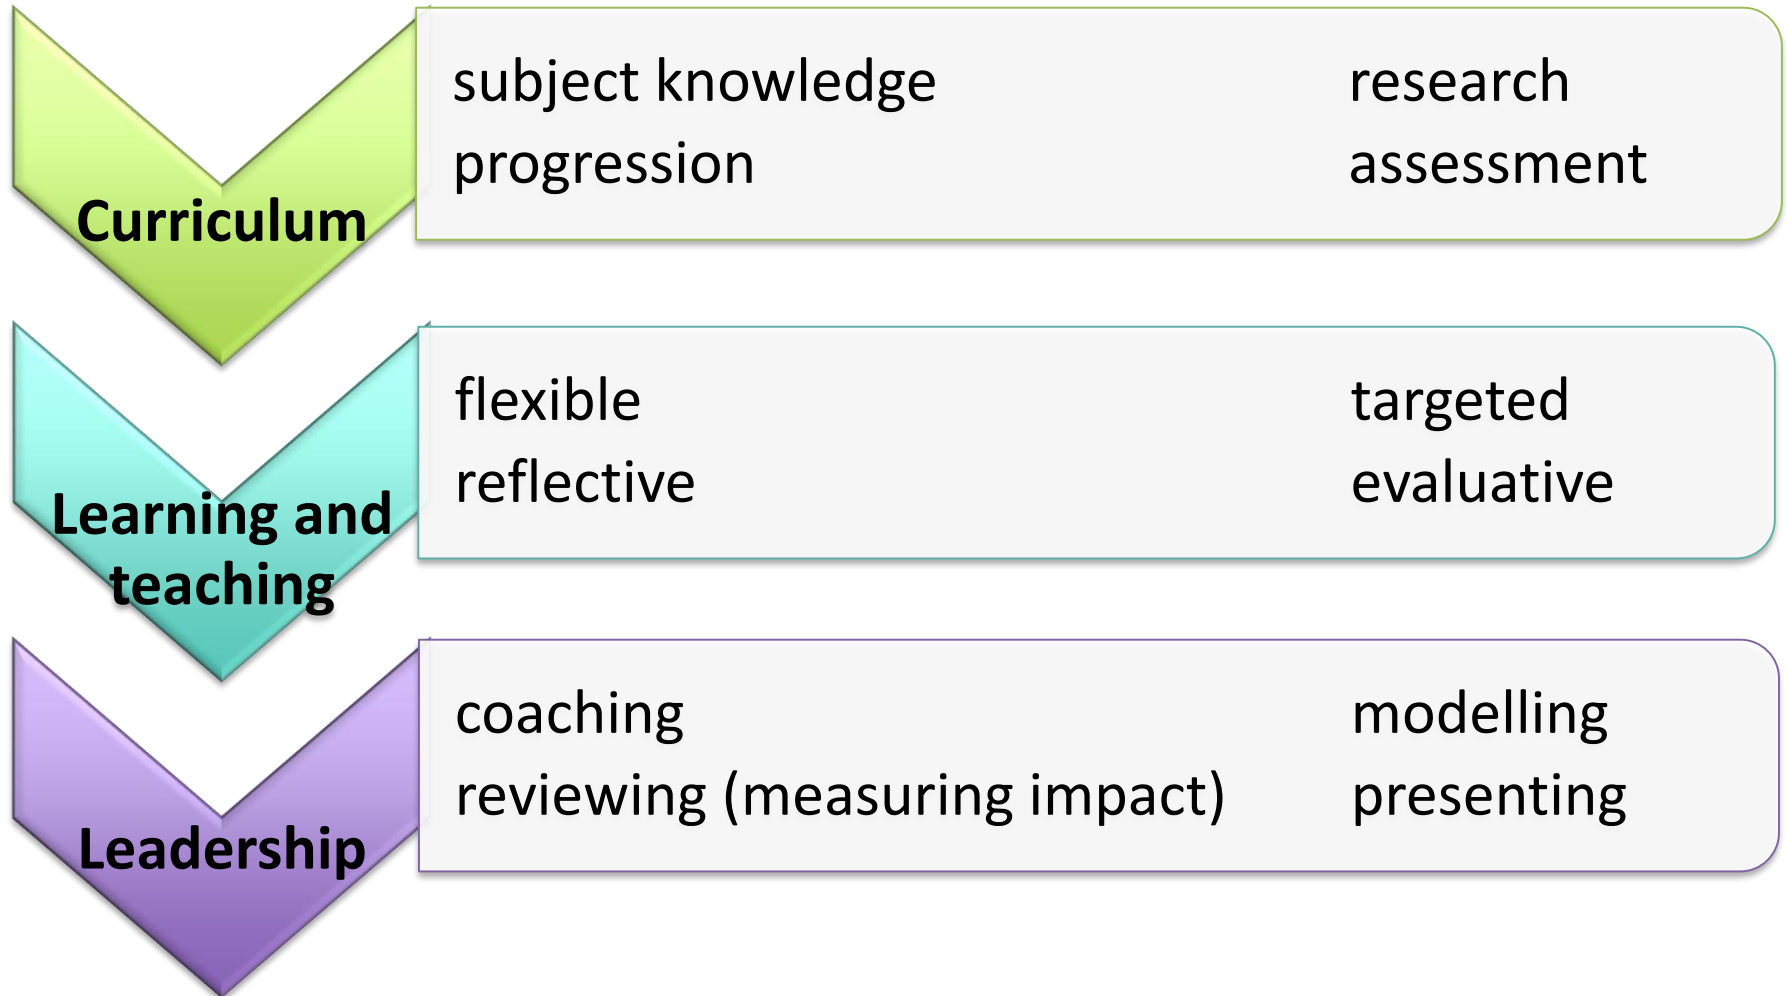 Curriculum
subject knowledge research
progression assessment
Learning and
teaching
flexible targeted
reflective evaluative
Leadership
coaching modelling
reviewing (measuring impact) presenting